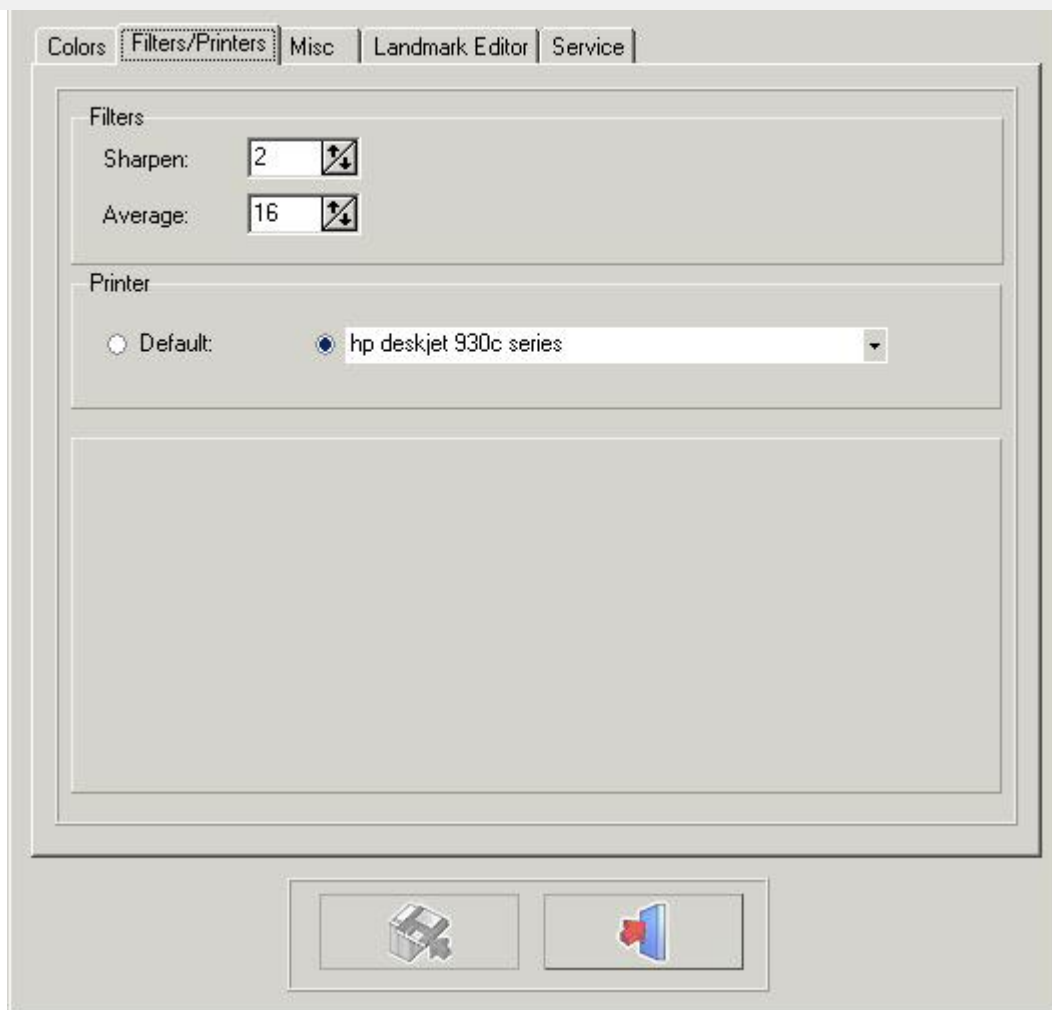 Colors Filters/Printers Misc Landmark Editor Service
Filters
Sharpen: 2
Average: 16
Printer
Default: hp deskjet 930c series